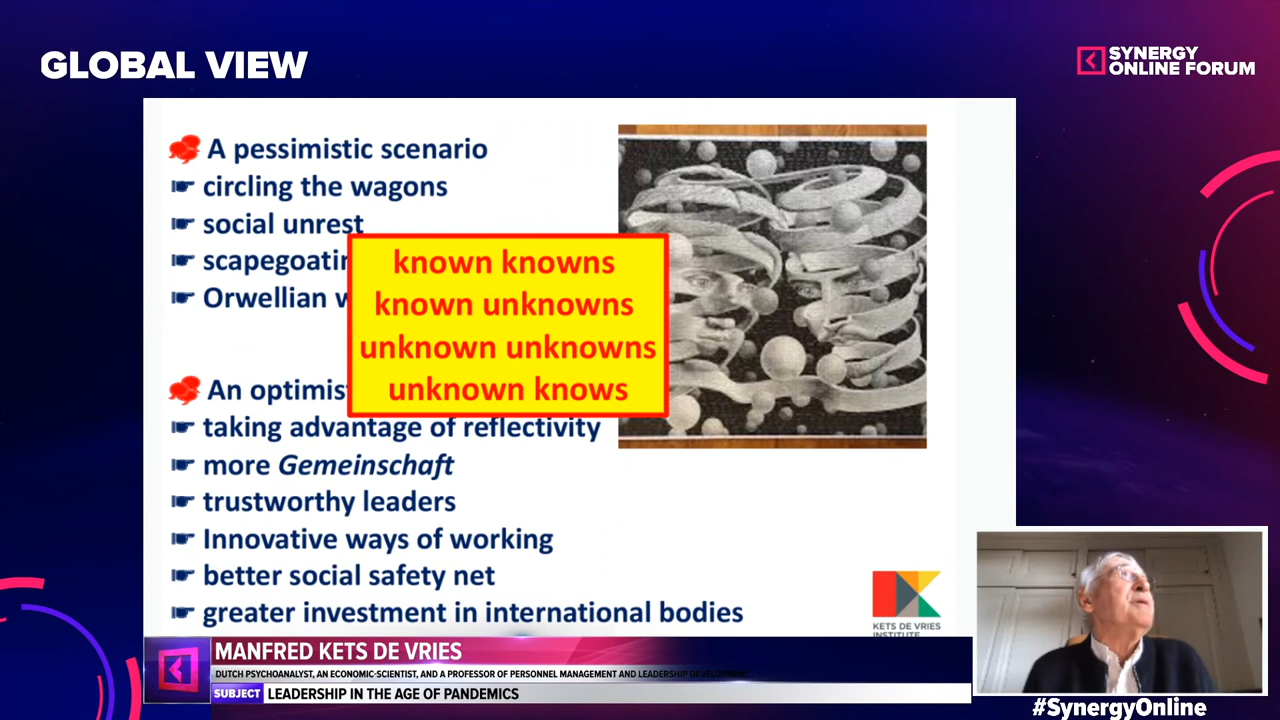 GLOBAL VIEW
SYNERGY
ONLINE FORUM
A pessimistic scenario
circling the wagons
social unrest
known knowns
known unknowns
Orwellian
unknown unknowns
An
unknown knows
taking advantage of reflectivity
more Gemeinschaft
trustworthy leaders
Innovative ways of working
better social safety net
greater investment in international bodies
KETS DE VRIES
INSTITUTE
MANFRED KETS DE VRIES
DUTCH PSYCHOANALYST, AN ECONOMIC-SCIENTIST, AND A PROFESSOR OF PERSONNEL MANAGEMENT AND LEADERSHIP DEVELOPMENT
SUBJECT LEADERSHIP IN THE AGE OF PANDEMICS
#SynergyOnline